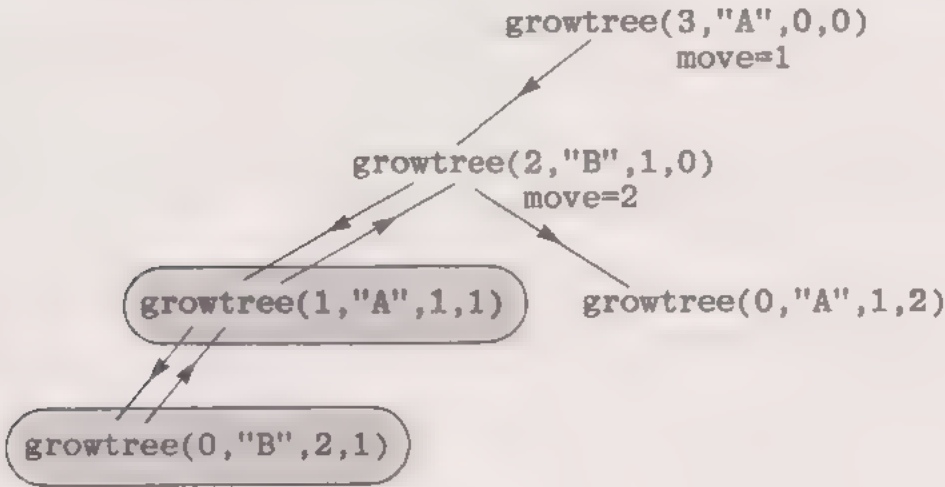 growtree(3,"A",0,0)
move=1
growtree(2,"B",1,0)
move=2
growtree(1,"A",1,1)
growtree(0,"A",1,2)
growtree(0,"B",2,1)